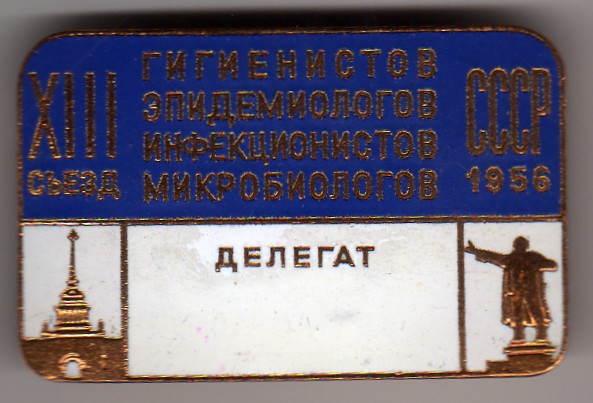 XIII
СЪЕЗД
ГИГИЕНИСТОВ
ЭПИДЕМИОЛОГОВ
ИНФЕКЦИОНИСТОВ
МИКРОБИОЛОГОВ
СССР
1956
ДЕЛЕГАТ